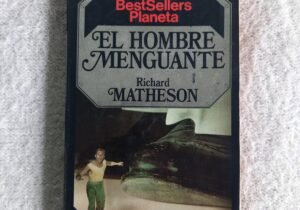 BestSellers
Planeta
EL HOMBRE
MENGUANTE
Richard
MATHESON